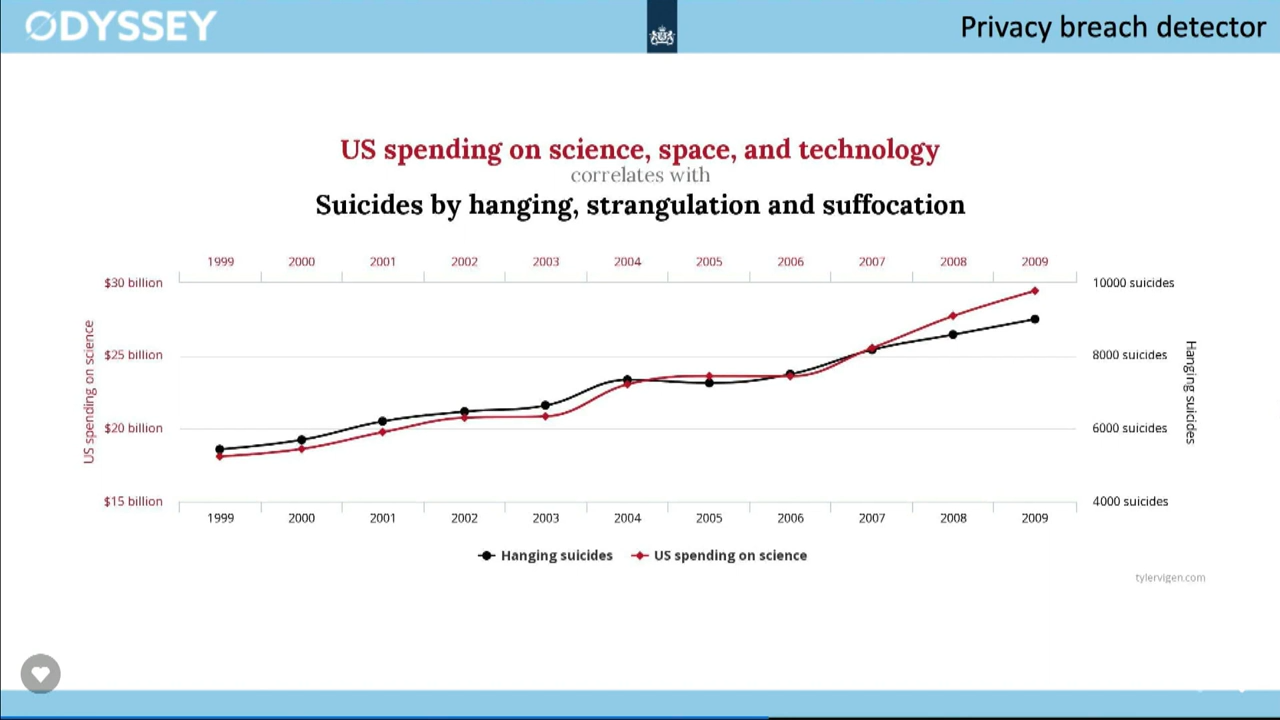 ODYSSEY
Privacy breach detector
US spending on science, space, and technology
correlates with
Suicides by hanging, strangulation and suffocation
1999 2000 2001 2002 2003 2004 2005 2006 2007 2008 2009
$30 billion
$25 billion
$20 billion
$15 billion
US spending on science
10000 suicides
8000 suicides
6000 suicides
4000 suicides
Hanging suicides
1999 2000 2001 2002 2003 2004 2005 2006 2007 2008 2009
Hanging suicides US spending on science
tylervigen.com